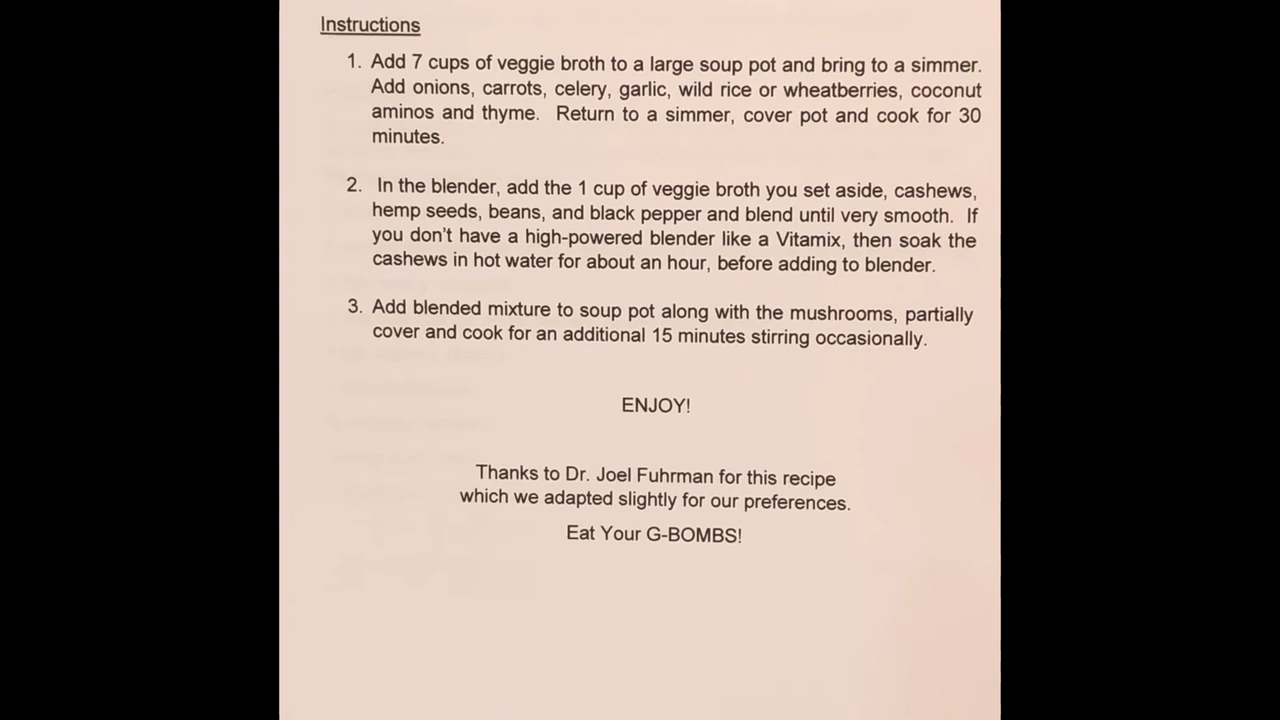 Instructions
1. Add 7 cups of veggie broth to a large soup pot and bring to a simmer.
Add onions, carrots, celery, garlic, wild rice or wheatberries, coconut
aminos and thyme. Return to a simmer, cover pot and cook for 30
minutes.
2. In the blender, add the 1 cup of veggie broth you set aside, cashews,
hemp seeds, beans, and black pepper and blend until very smooth. If
you don't have a high-powered blender like a Vitamix, then soak the
cashews in hot water for about an hour, before adding to blender.
3. Add blended mixture to soup pot along with the mushrooms, partially
cover and cook for an additional 15 minutes stirring occasionally.
ENJOY!
Thanks to Dr. Joel Fuhrman for this recipe
which we adapted slightly for our preferences.
Eat Your G-BOMBS!